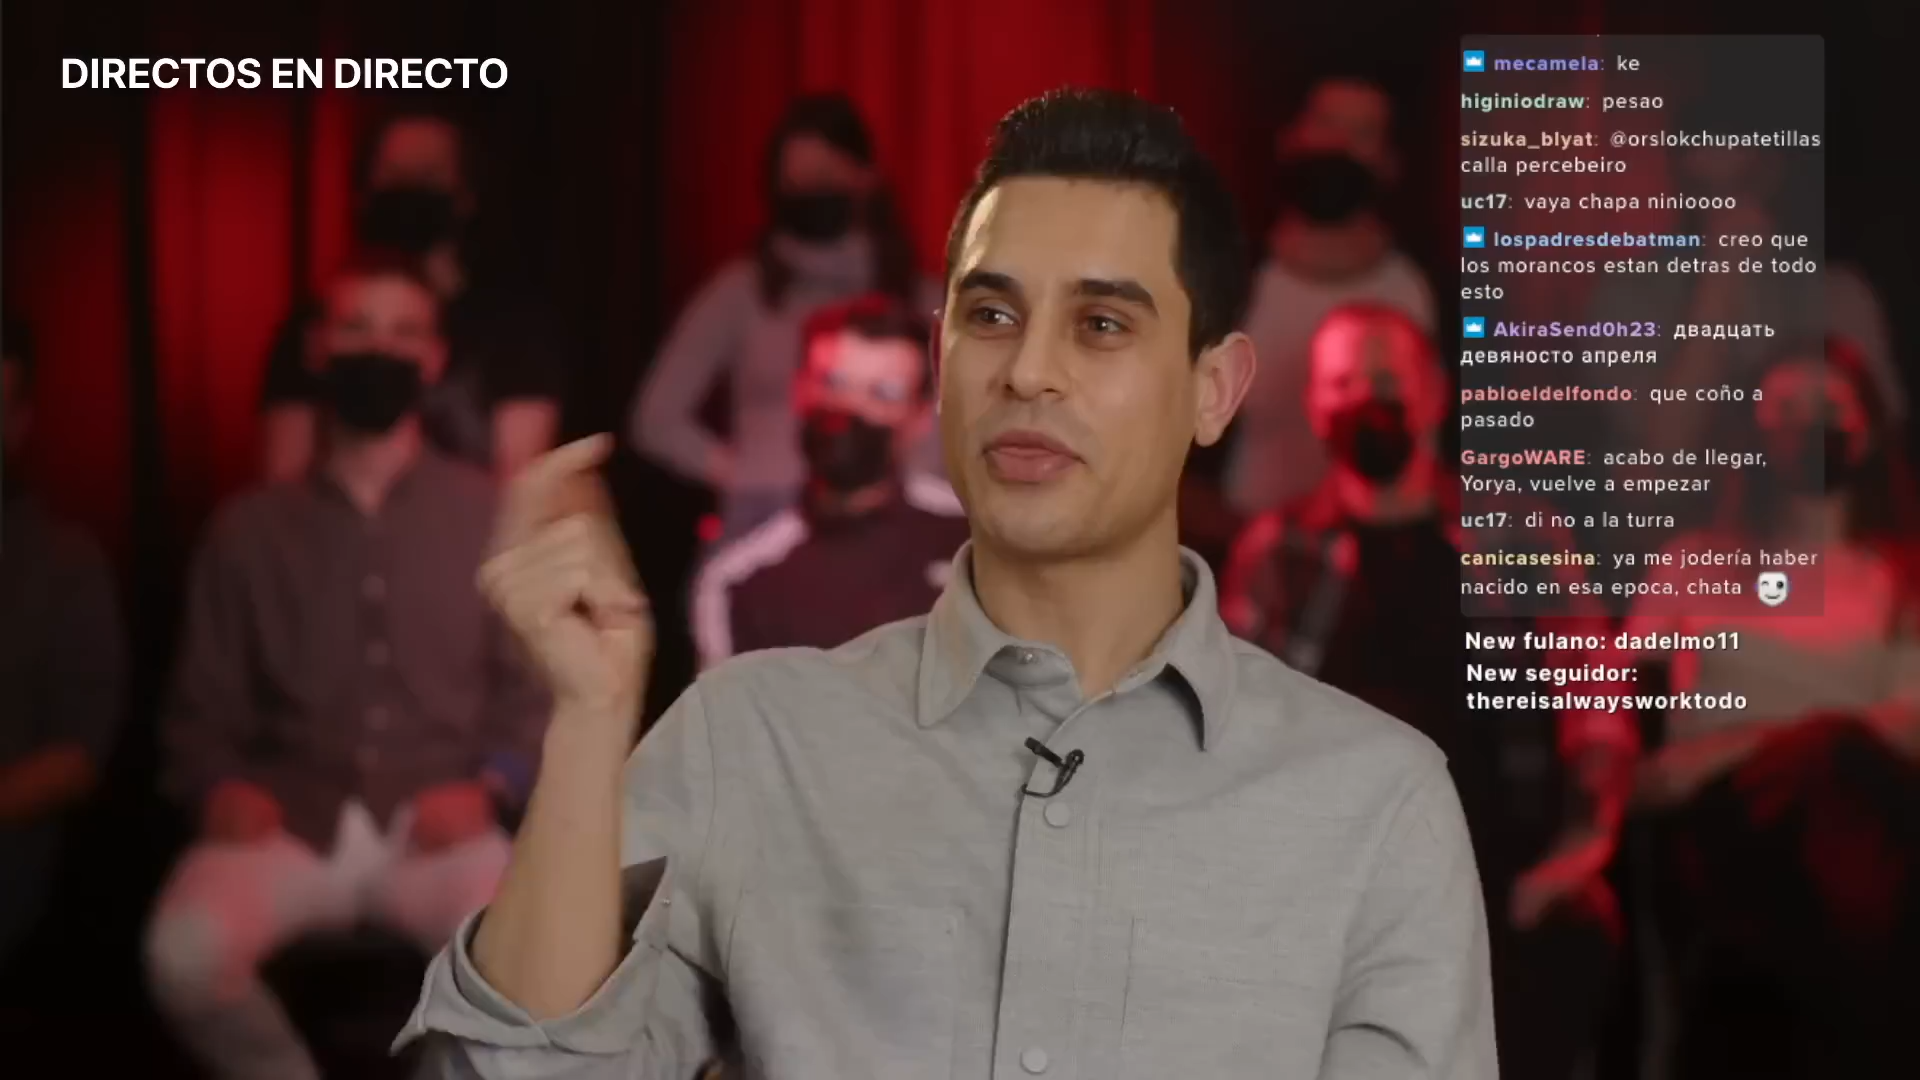 DIRECTOS EN DIRECTO
mecamela: ke
higiniodraw: pesao
sizuka_blyat: @orslokchupatetillas
calla percebeiro
uc17: vaya chapa ninioooo
lospadresdebatman: creo que
los morancos estan detras de todo
esto
AkiraSend0h23: двадцать
девяносто апреля
pabloeldelfondo: que coño a
pasado
GargoWARE: acabo de llegar,
Yorya, vuelve a empezar
uc17: di no a la turra
canicasesina: ya me jodería haber
nacido en esa epoca, chata
New fulano: dadelmo11
New seguidor:
thereisalwaysworktodo